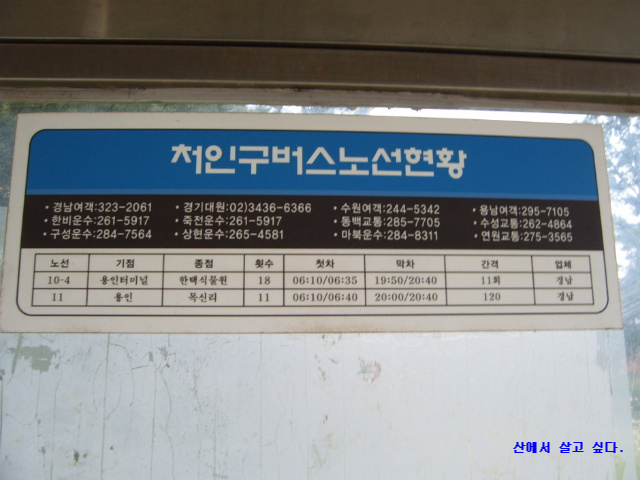 처인구버스노선현황
• 경남여객:323-2061 • 경기대원:02)3436-6366 • 수원여객:244-5342 • 용남여객:295-7105
• 한비운수:261-5917 • 죽전운수:261-5917 • 동백교통:285-7705 • 수성교통:262-4864
• 구성운수:284-7564 • 상현운수:265-4581 • 마북운수:284-8311 • 연원교통:275-3565
노선 기점 종점 횟수 첫차 막차 간격 업체
10-4 용인터미널 한택식물원 18 06:10/06:35 19:50/20:40 11회 경남
11 용인 목신리 11 06:10/06:40 20:00/20:40 120 경남
산에서 살고 싶다.